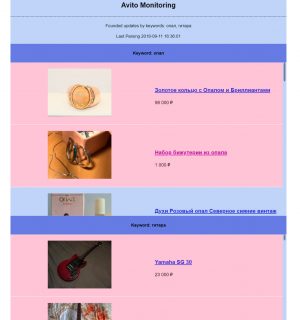 Avito Monitoring
Founded updates by keywords: опал, гитара
Last Parsing 2019-09-11 16:36:01
Keyword: опал
Золотое кольцо с Опалом и Бриллиантами
98 000 ₽
Набор бижутерии из опала
1 000 ₽
Духи Розовый опал Северное сияние винтаж
Keyword: гитара
Yamaha SG 30
23 000 ₽